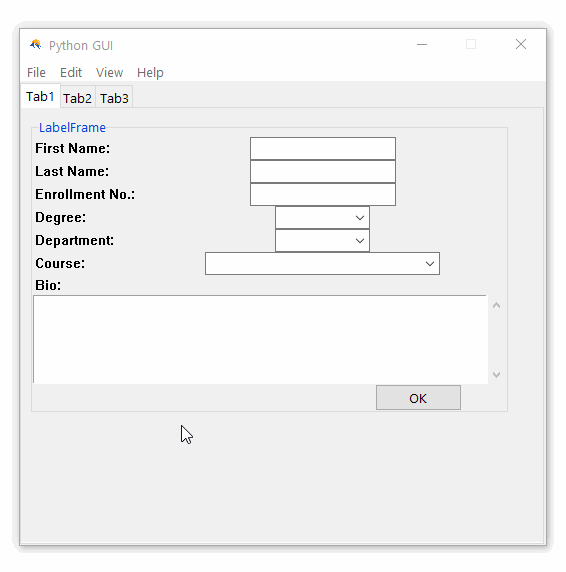 Python GUI
File Edit View Help
Tab1 Tab2 Tab3
LabelFrame
First Name:
Last Name:
Enrollment No.:
Degree:
Department:
Course:
Bio:
OK